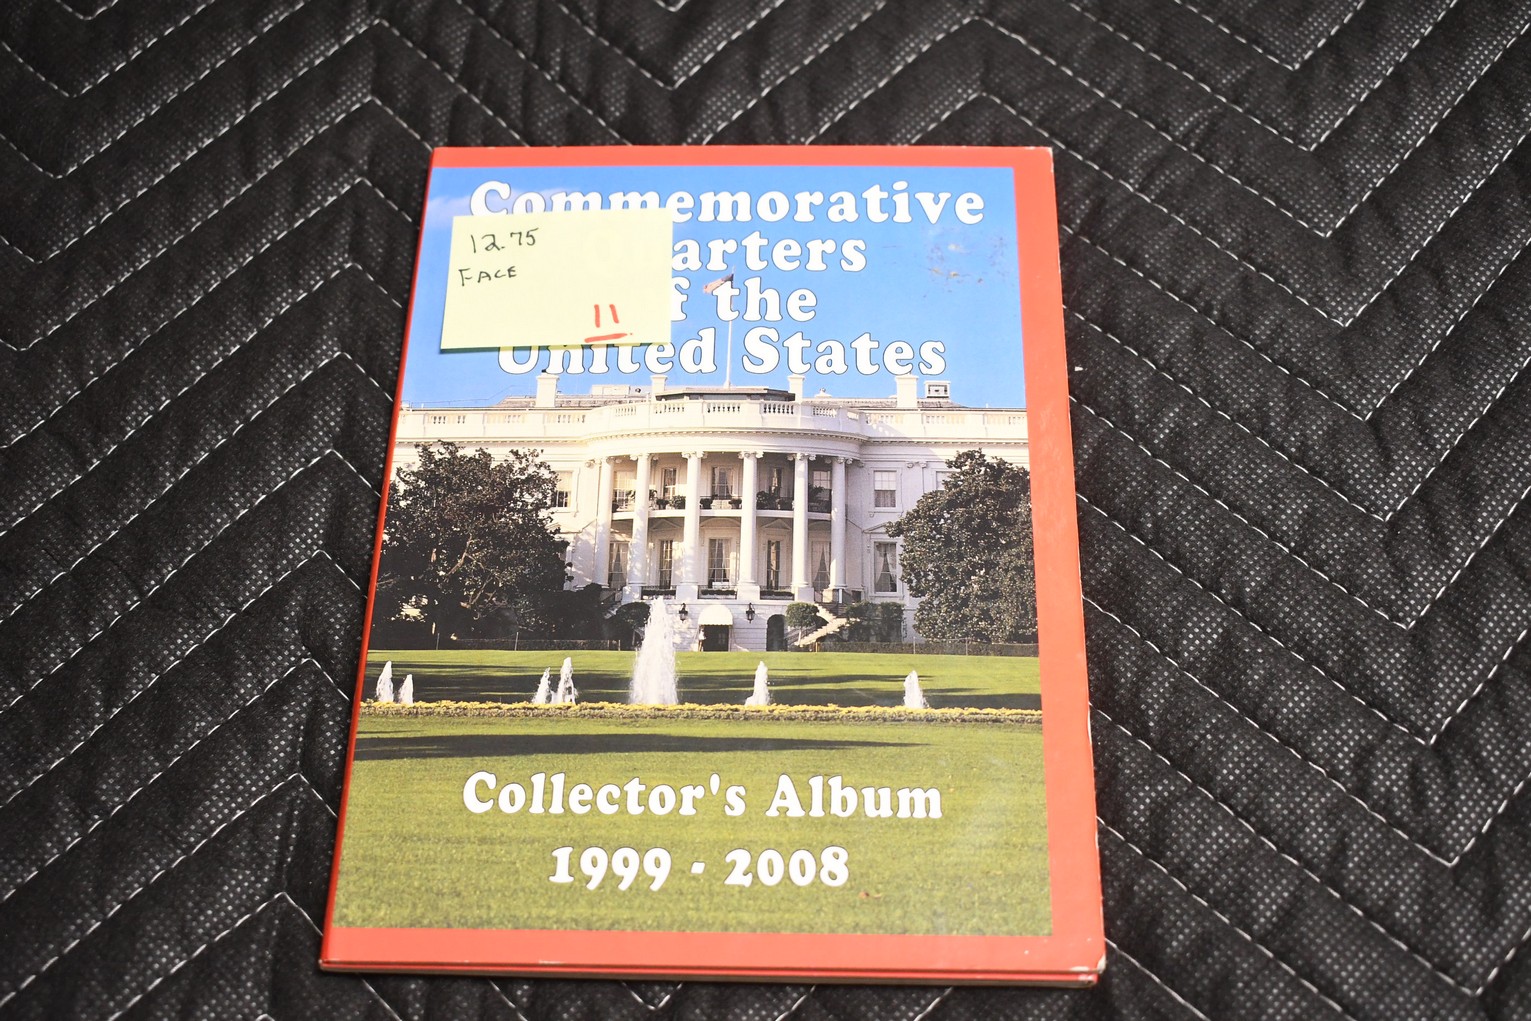 Commemorative
arters
f the
United States
12.75
FACE
11
Collector's Album
1999 - 2008